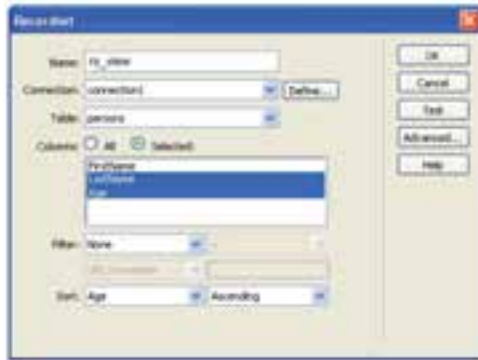 Recordset
Name: rs_view
OK
Connection: connection1 Define...
Cancel
Table: persons
Test
Columns: All Selected:
Advanced...
FirstName
Help
LastName
Age
Filter: None
Sort: Age Ascending